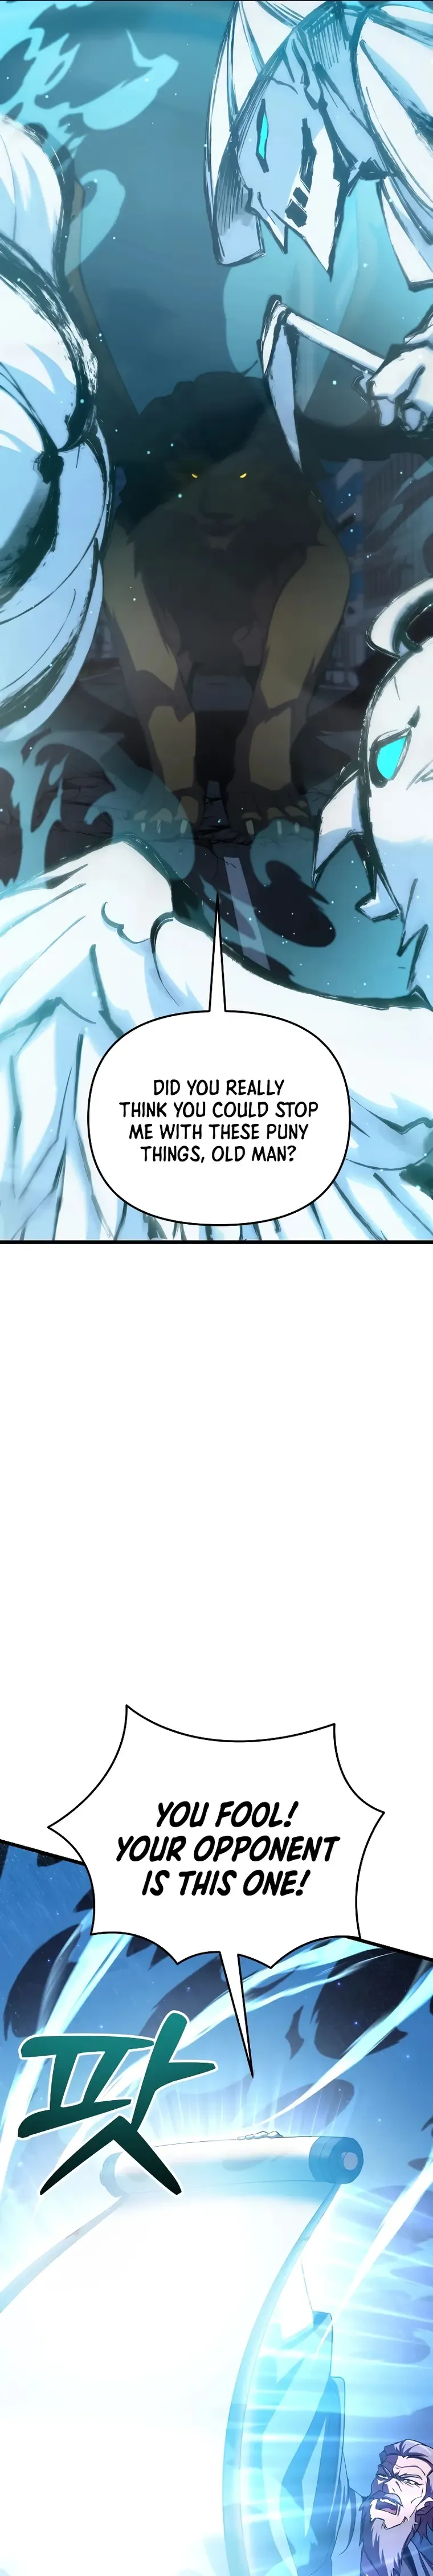 DID YOU REALLY
THINK YOU COULD STOP
ME WITH THESE PUNY
THINGS, OLD MAN?
YOU FOOL!
YOUR OPPONENT
IS THIS ONE!
팟